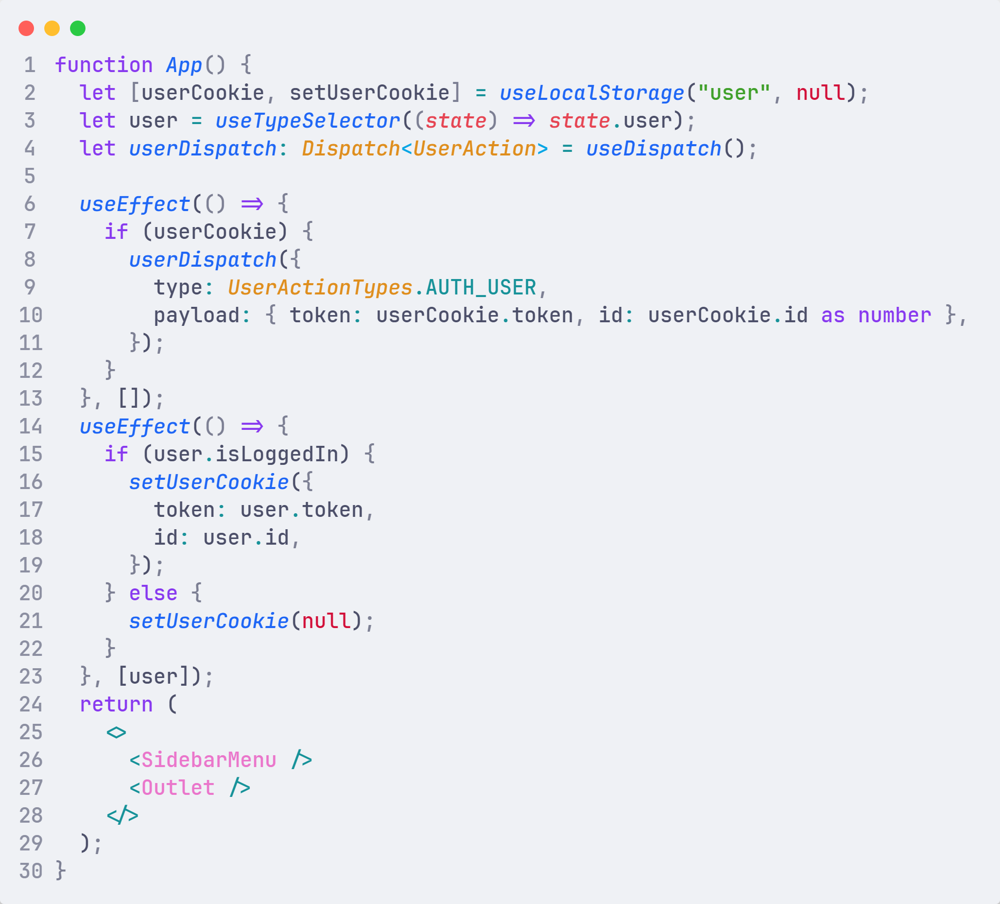 1 function App() {
2   let [userCookie, setUserCookie] = useLocalStorage("user", null);
3   let user = useTypeSelector((state) => state.user);
4   let userDispatch: Dispatch<UserAction> = useDispatch();
5
6   useEffect(() => {
7     if (userCookie) {
8       userDispatch({
9         type: UserActionTypes.AUTH_USER,
10         payload: { token: userCookie.token, id: userCookie.id as number },
11       });
12     }
13   }, []);
14   useEffect(() => {
15     if (user.isLoggedIn) {
16       setUserCookie({
17         token: user.token,
18         id: user.id,
19       });
20     } else {
21       setUserCookie(null);
22     }
23   }, [user]);
24   return (
25     <>
26       <SidebarMenu />
27       <Outlet />
28     </>
29   );
30 }